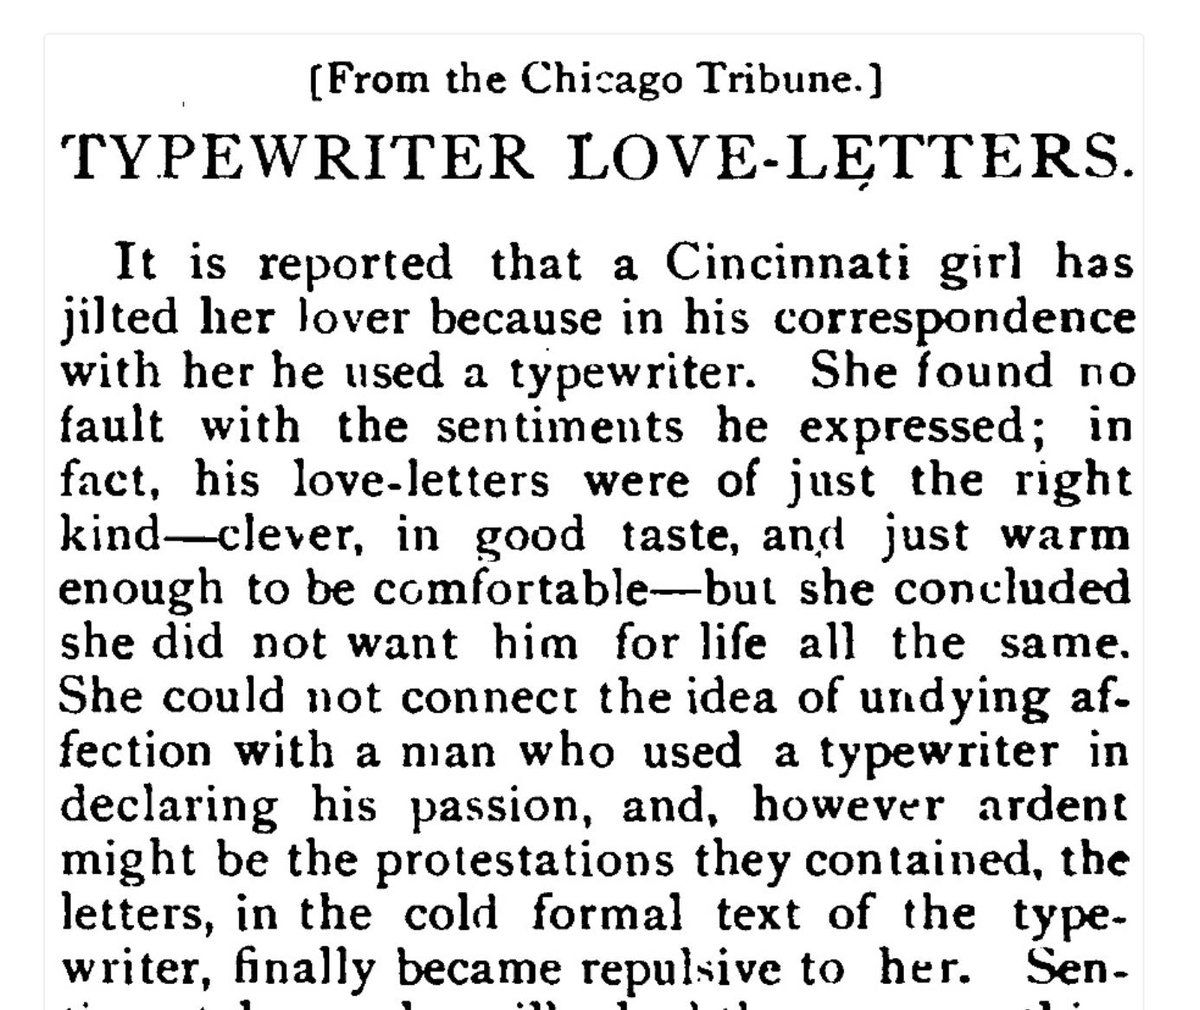 [From the Chicago Tribune.]
TYPEWRITER LOVE-LETTERS.
It is reported that a Cincinnati girl has
jilted her lover because in his correspondence
with her he used a typewriter. She found no
fault with the sentiments he expressed; in
fact, his love-letters were of just the right
kind—clever, in good taste, and just warm
enough to be comfortable—but she concluded
she did not want him for life all the same.
She could not connect the idea of undying af-
fection with a man who used a typewriter in
declaring his passion, and, however ardent
might be the protestations they contained, the
letters, in the cold formal text of the type-
writer, finally became repulsive to her. Sen-